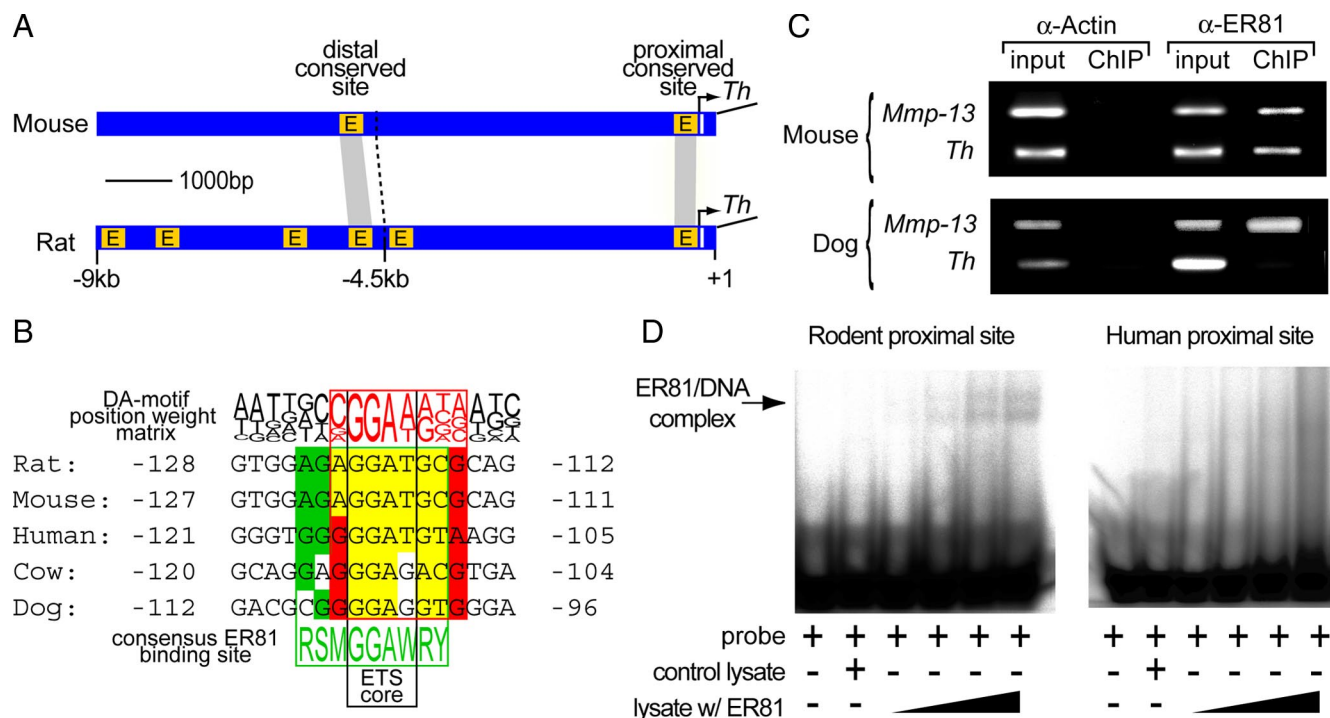 A
distal
conserved
site
proximal
conserved
site
Th
Mouse
E
E
1000bp
Th
Rat
E
E
E
E
E
E
-9kb
-4.5kb
+1
B
DA-motif
position weight
matrix
Rat: -128 GTGGAGAGGATGCGCAG -112
Mouse: -127 GTGGAGAGGATGCGCAG -111
Human: -121 GGGTGGGGGATGTAAGG -105
Cow: -120 GCAGGAGGGAGACGTGA -104
Dog: -112 GACGCGGGGAGGTGGGA -96
consensus ER81
binding site
RSMGGAWRY
ETS
core
C
α-Actin
α-ER81
input ChIP input ChIP
Mouse
Mmp-13
Th
Dog
Mmp-13
Th
D
Rodent proximal site
Human proximal site
ER81/DNA
complex
probe + + + + + + + + + + + +
control lysate - + - - - - - + - - - -
lysate w/ ER81 - - - -